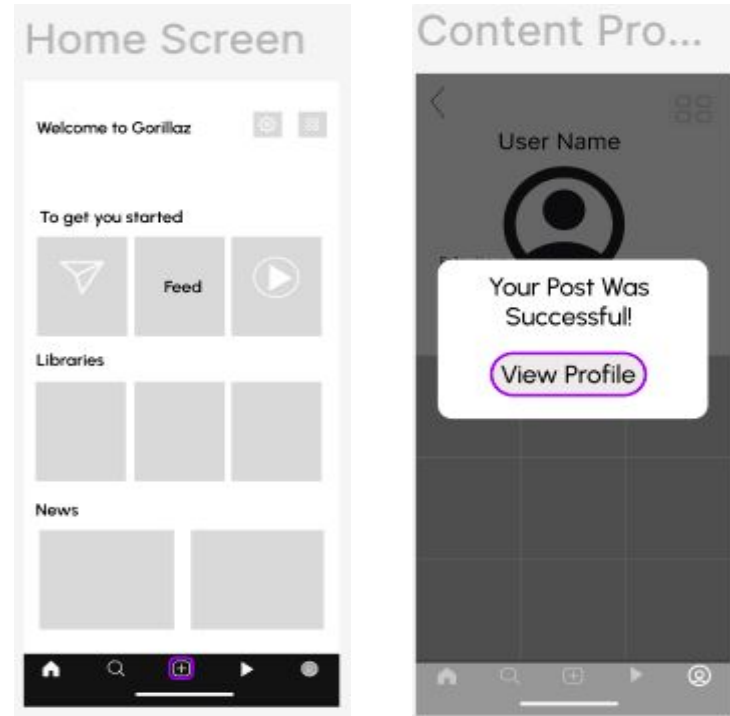 Home Screen
Welcome to Gorillaz
To get you started
Feed
Libraries
News
Content Pro...
User Name
Your Post Was
Successful!
View Profile